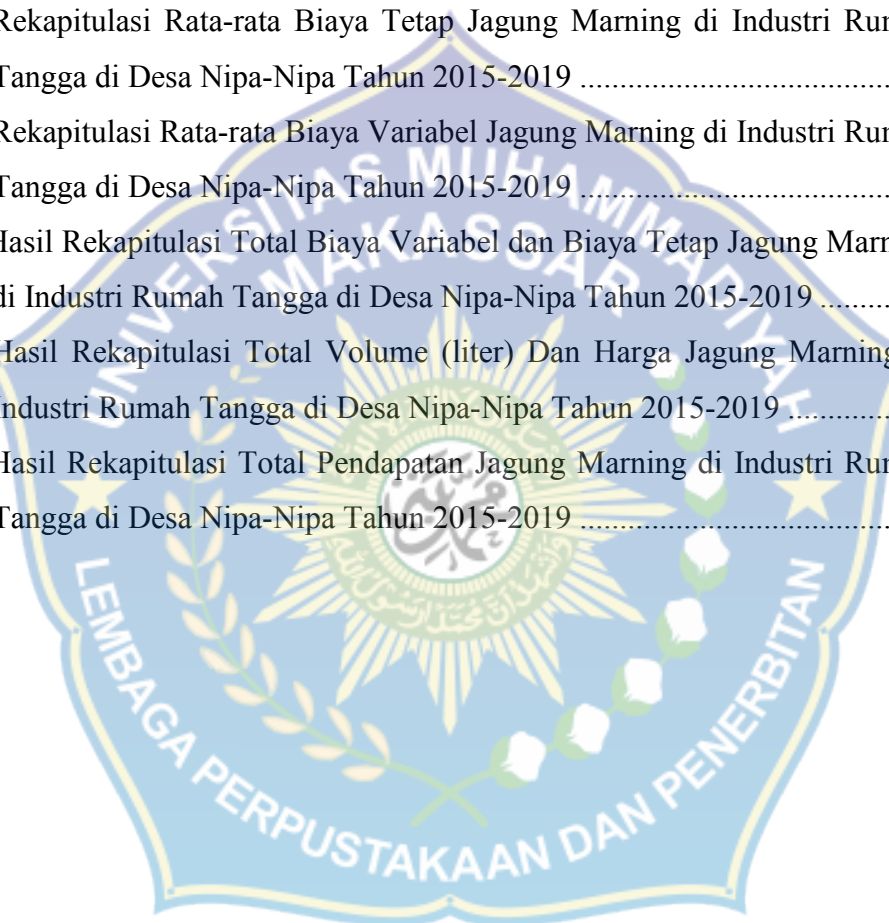 Rekapitulasi Rata-rata Biaya Tetap Jagung Marning di Industri Rum
Tangga di Desa Nipa-Nipa Tahun 2015-2019 ........................................
Rekapitulasi Rata-rata Biaya Variabel Jagung Marning di Industri Rum
Tangga di Desa Nipa-Nipa Tahun 2015-2019 ........................................
Hasil Rekapitulasi Total Biaya Variabel dan Biaya Tetap Jagung Marn
di Industri Rumah Tangga di Desa Nipa-Nipa Tahun 2015-2019 ..........
Hasil Rekapitulasi Total Volume (liter) Dan Harga Jagung Marning
Industri Rumah Tangga di Desa Nipa-Nipa Tahun 2015-2019 .............
Hasil Rekapitulasi Total Pendapatan Jagung Marning di Industri Rum
Tangga di Desa Nipa-Nipa Tahun 2015-2019 ........................................
UNIVERSITAS MUHAMMADIYAH
MAKASSAR
LEMBAGA PERPUSTAKAAN DAN PENERBITAN